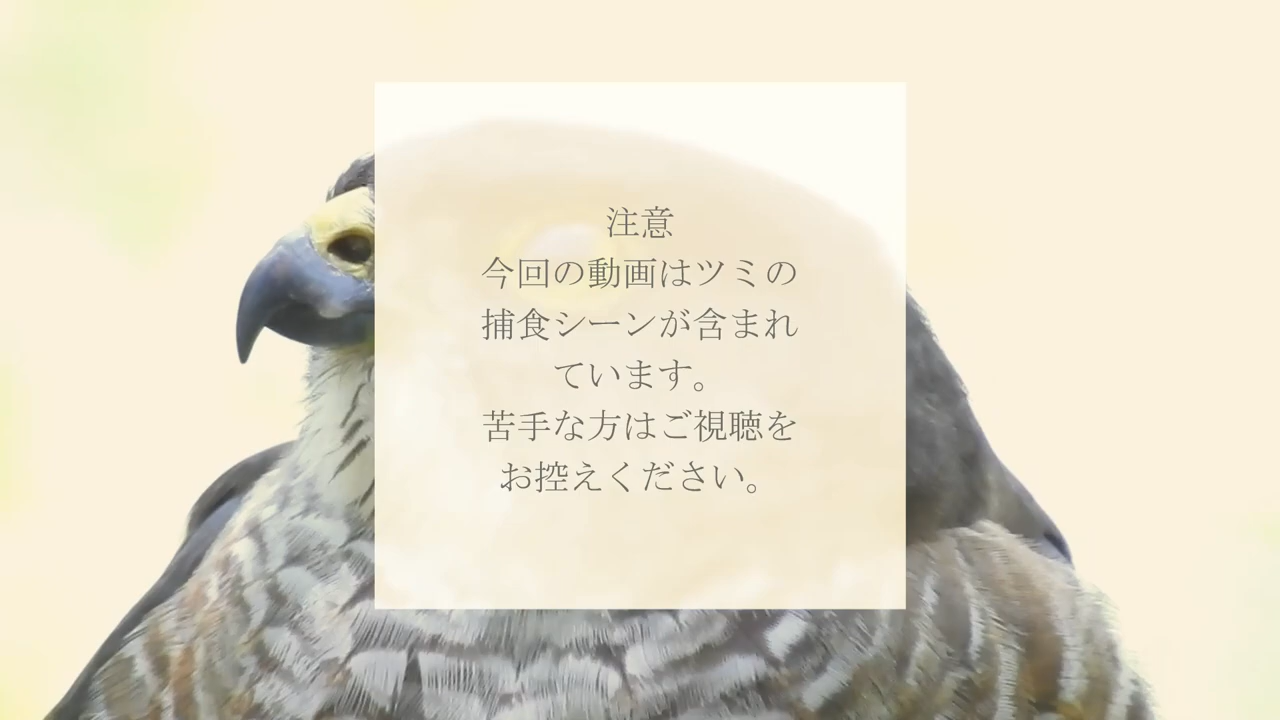 注意
今回の動画はツミの
捕食シーンが含まれ
ています。
苦手な方はご視聴を
お控えください。